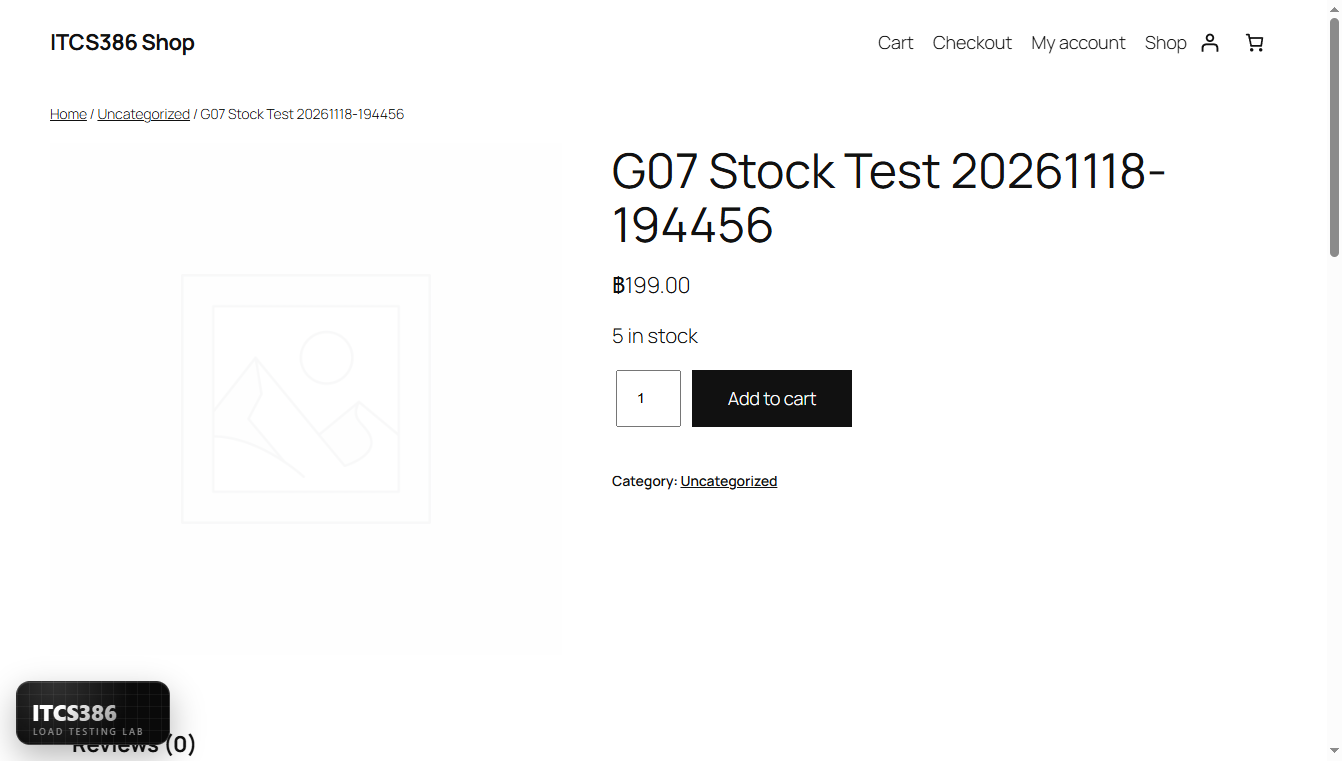 ITCS386 Shop
Cart Checkout My account Shop
Home / Uncategorized / G07 Stock Test 20261118-194456
G07 Stock Test 20261118-
194456
฿199.00
5 in stock
1 Add to cart
Category: Uncategorized
ITCS386
LOAD TESTING LAB
Reviews (0)